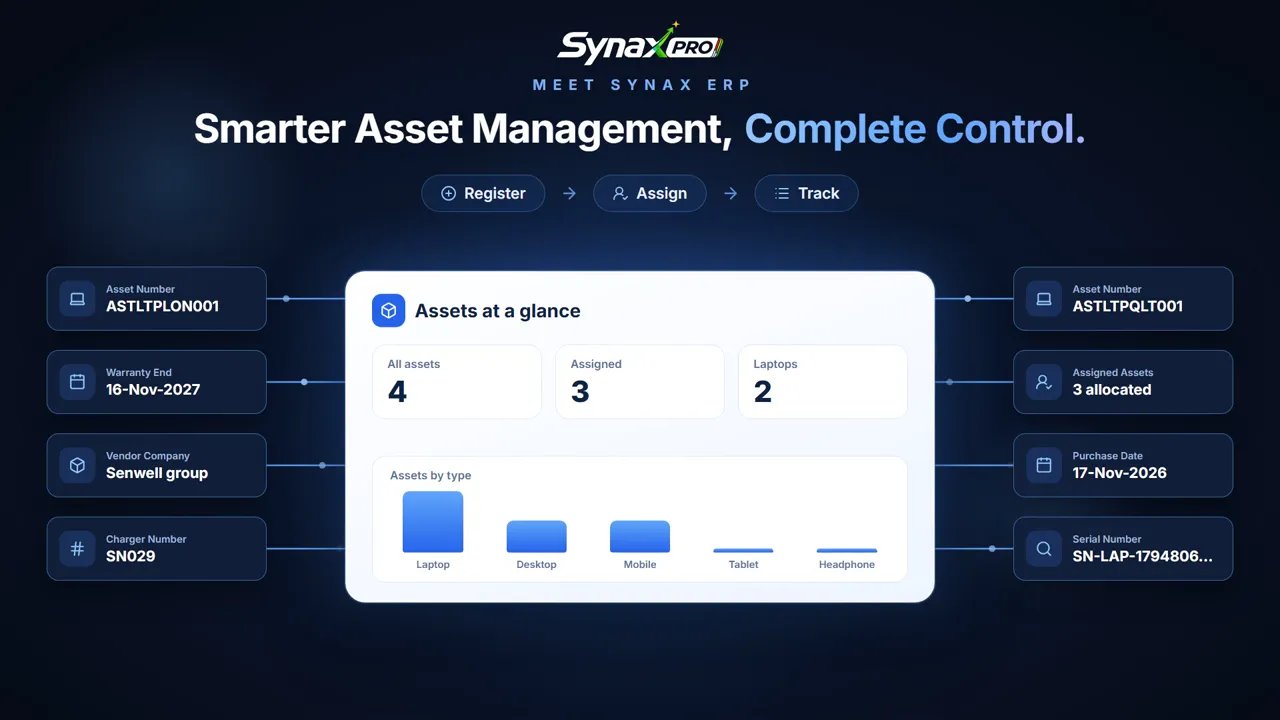 Synax PRO
MEET SYNAX ERP
Smarter Asset Management, Complete Control.
Register
Assign
Track
Asset Number
ASTLTPLON001
Warranty End
16-Nov-2027
Vendor Company
Senwell group
Charger Number
SN029
Assets at a glance
All assets
4
Assigned
3
Laptops
2
Assets by type
Laptop
Desktop
Mobile
Tablet
Headphone
Asset Number
ASTLTPQLT001
Assigned Assets
3 allocated
Purchase Date
17-Nov-2026
Serial Number
SN-LAP-1794806...